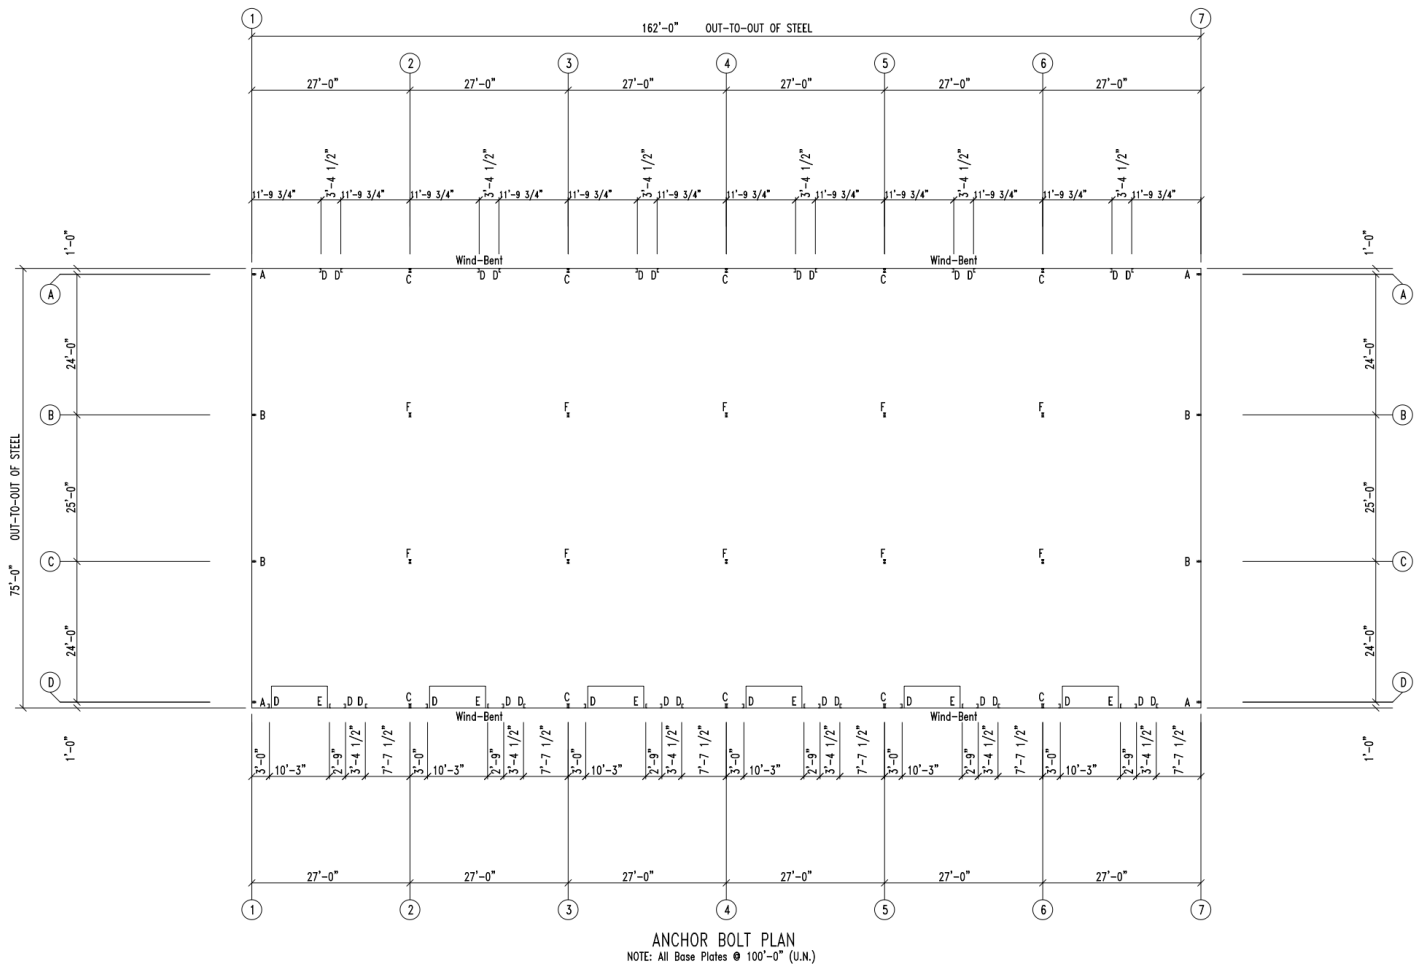 1 7
162'-0" OUT-TO-OUT OF STEEL
2 3 4 5 6
27'-0" 27'-0" 27'-0" 27'-0" 27'-0" 27'-0"
11'-9 3/4" 3'-4 1/2" 11'-9 3/4" 11'-9 3/4" 3'-4 1/2" 11'-9 3/4" 11'-9 3/4" 3'-4 1/2" 11'-9 3/4" 11'-9 3/4" 3'-4 1/2" 11'-9 3/4" 11'-9 3/4" 3'-4 1/2" 11'-9 3/4" 11'-9 3/4" 3'-4 1/2" 11'-9 3/4"
1'-0" 1'-0"
Wind-Bent Wind-Bent
A D D C D D C D D C D D C D D C D D A
A A
24'-0" 24'-0"
F F F F F
B B B B
75'-0" OUT-TO-OUT OF STEEL
25'-0" 25'-0"
F F F F F
C B B C
24'-0" 24'-0"
D D
A D E D D C D E D D C D E D D C D E D D C D E D D C D E D D A
Wind-Bent Wind-Bent
1'-0" 1'-0"
3'-0" 10'-3" 2'-9" 3'-4 1/2" 7'-7 1/2" 3'-0" 10'-3" 2'-9" 3'-4 1/2" 7'-7 1/2" 3'-0" 10'-3" 2'-9" 3'-4 1/2" 7'-7 1/2" 3'-0" 10'-3" 2'-9" 3'-4 1/2" 7'-7 1/2" 3'-0" 10'-3" 2'-9" 3'-4 1/2" 7'-7 1/2" 3'-0" 10'-3" 2'-9" 3'-4 1/2" 7'-7 1/2"
27'-0" 27'-0" 27'-0" 27'-0" 27'-0" 27'-0"
1 2 3 4 5 6 7
ANCHOR BOLT PLAN
NOTE: All Base Plates @ 100'-0" (U.N.)